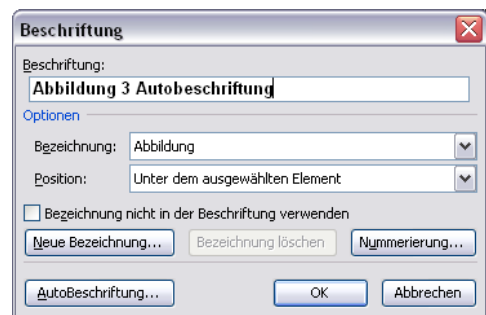 Beschriftung
Beschriftung:
Abbildung 3 Autobeschriftung
Optionen
Bezeichnung: Abbildung
Position: Unter dem ausgewählten Element
Bezeichnung nicht in der Beschriftung verwenden
Neue Bezeichnung... Bezeichnung löschen Nummerierung...
AutoBeschriftung... OK Abbrechen